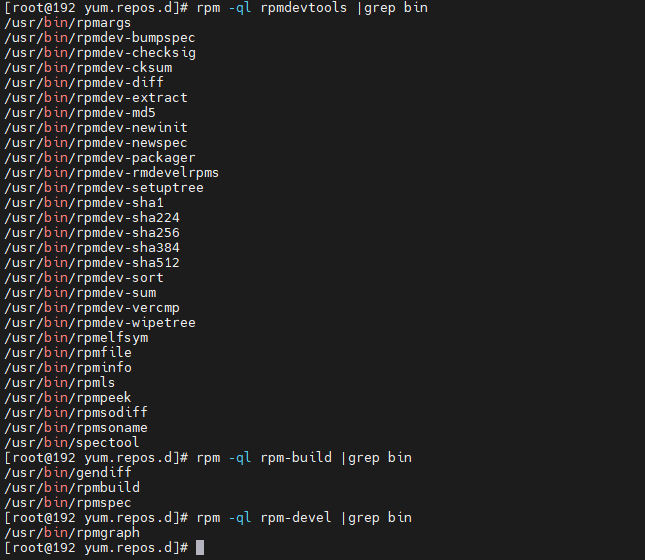 [root@192 yum.repos.d]# rpm -ql rpmdevtools |grep bin
/usr/bin/rpmargs
/usr/bin/rpmdev-bumpspec
/usr/bin/rpmdev-checksig
/usr/bin/rpmdev-cksum
/usr/bin/rpmdev-diff
/usr/bin/rpmdev-extract
/usr/bin/rpmdev-md5
/usr/bin/rpmdev-newinit
/usr/bin/rpmdev-newspec
/usr/bin/rpmdev-packager
/usr/bin/rpmdev-rmdevelrpms
/usr/bin/rpmdev-setuptree
/usr/bin/rpmdev-sha1
/usr/bin/rpmdev-sha224
/usr/bin/rpmdev-sha256
/usr/bin/rpmdev-sha384
/usr/bin/rpmdev-sha512
/usr/bin/rpmdev-sort
/usr/bin/rpmdev-sum
/usr/bin/rpmdev-vercmp
/usr/bin/rpmdev-wipetree
/usr/bin/rpmelfsym
/usr/bin/rpmfile
/usr/bin/rpminfo
/usr/bin/rpmls
/usr/bin/rpmpeek
/usr/bin/rpmsodiff
/usr/bin/rpmsoname
/usr/bin/spectool
[root@192 yum.repos.d]# rpm -ql rpm-build |grep bin
/usr/bin/gendiff
/usr/bin/rpmbuild
/usr/bin/rpmspec
[root@192 yum.repos.d]# rpm -ql rpm-devel |grep bin
/usr/bin/rpmgraph
[root@192 yum.repos.d]#